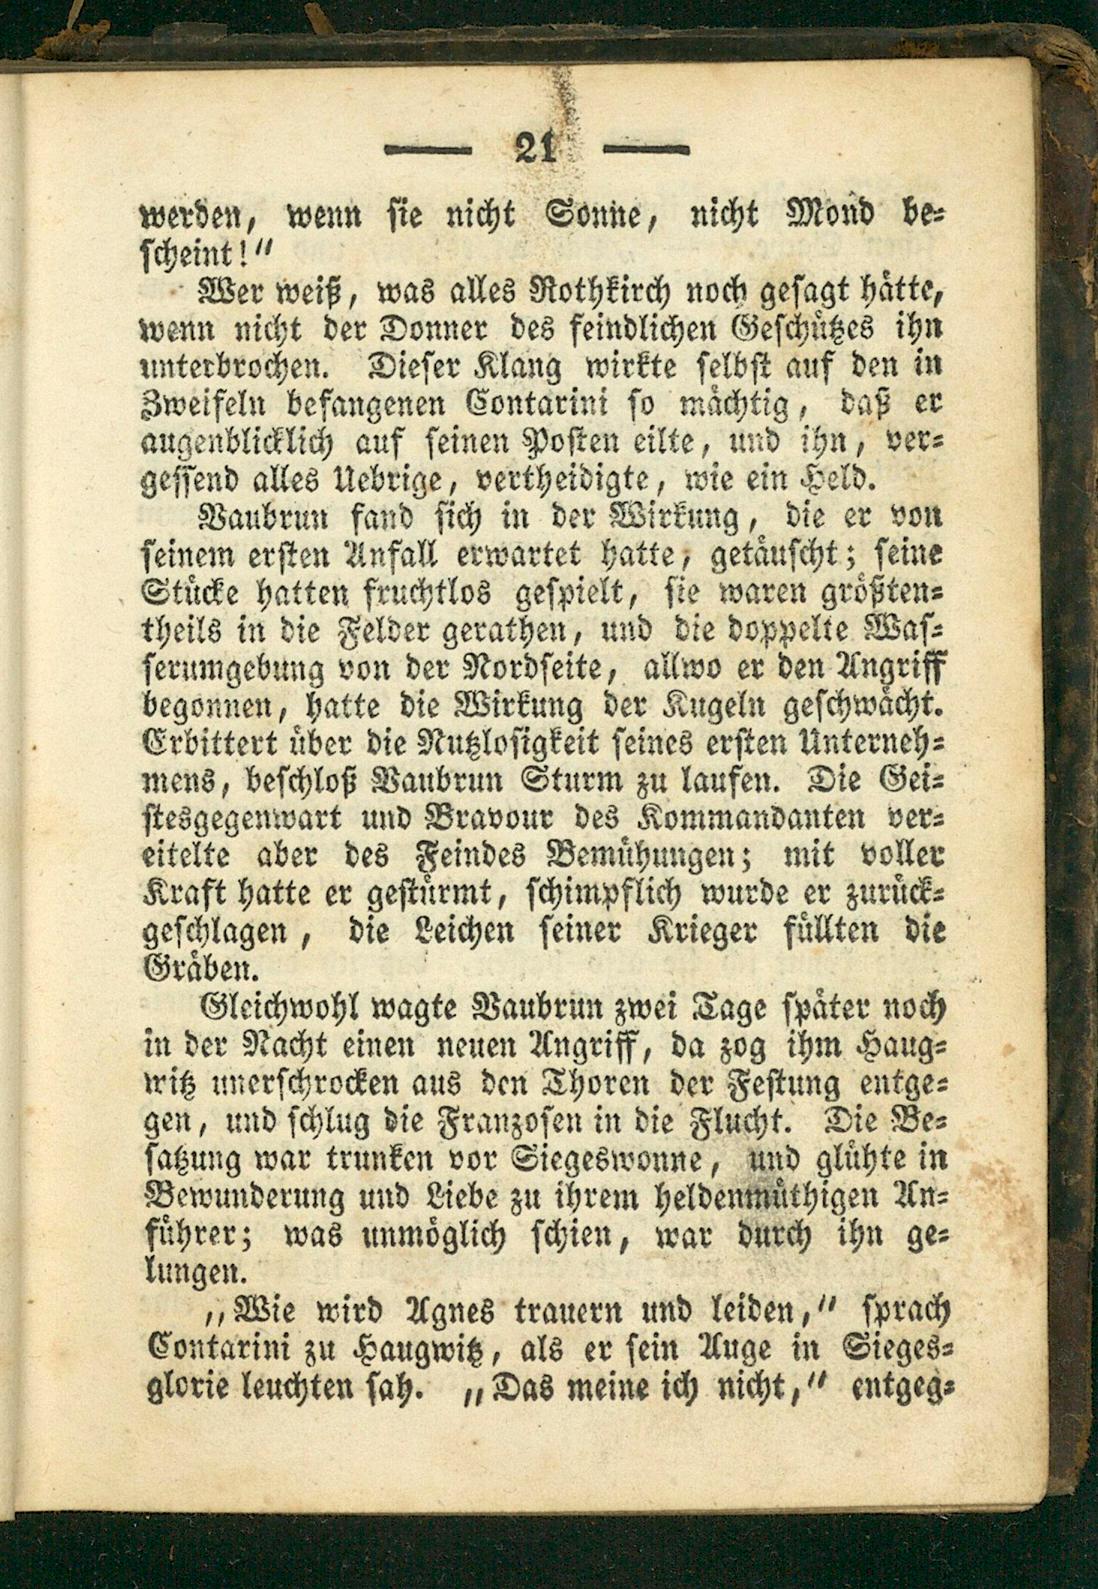 21
werden, wenn sie nicht Sonne, nicht Mond be-
scheint!"
Wer weiß, was alles Rothkirch noch gesagt hätte,
wenn nicht der Donner des feindlichen Geschützes ihn
unterbrochen. Dieser Klang wirkte selbst auf den in
Zweifeln befangenen Contarini so mächtig, daß er
augenblicklich auf seinen Posten eilte, und ihn, ver-
gessend alles Uebrige, vertheidigte, wie ein Held.
Vaubrun fand sich in der Wirkung, die er von
seinem ersten Anfall erwartet hatte, getäuscht; seine
Stücke hatten fruchtlos gespielt, sie waren größten-
theils in die Felder gerathen, und die doppelte Was-
serumgebung von der Nordseite, allwo er den Angriff
begonnen, hatte die Wirkung der Kugeln geschwächt.
Erbittert über die Nutzlosigkeit seines ersten Unterneh-
mens, beschloß Vaubrun Sturm zu laufen. Die Gei-
stesgegenwart und Bravour des Kommandanten ver-
eitelte aber des Feindes Bemühungen; mit voller
Kraft hatte er gestürmt, schimpflich wurde er zurück-
geschlagen, die Leichen seiner Krieger füllten die
Gräben.
Gleichwohl wagte Vaubrun zwei Tage später noch
in der Nacht einen neuen Angriff, da zog ihm Haug-
witz unerschrocken aus den Thoren der Festung entge-
gen, und schlug die Franzosen in die Flucht. Die Be-
satzung war trunken vor Siegeswonne, und glühte in
Bewunderung und Liebe zu ihrem heldenmüthigen An-
führer; was unmöglich schien, war durch ihn ge-
lungen.
„Wie wird Agnes trauern und leiden," sprach
Contarini zu Haugwitz, als er sein Auge in Sieges-
glorie leuchten sah. „Das meine ich nicht," entgeg-